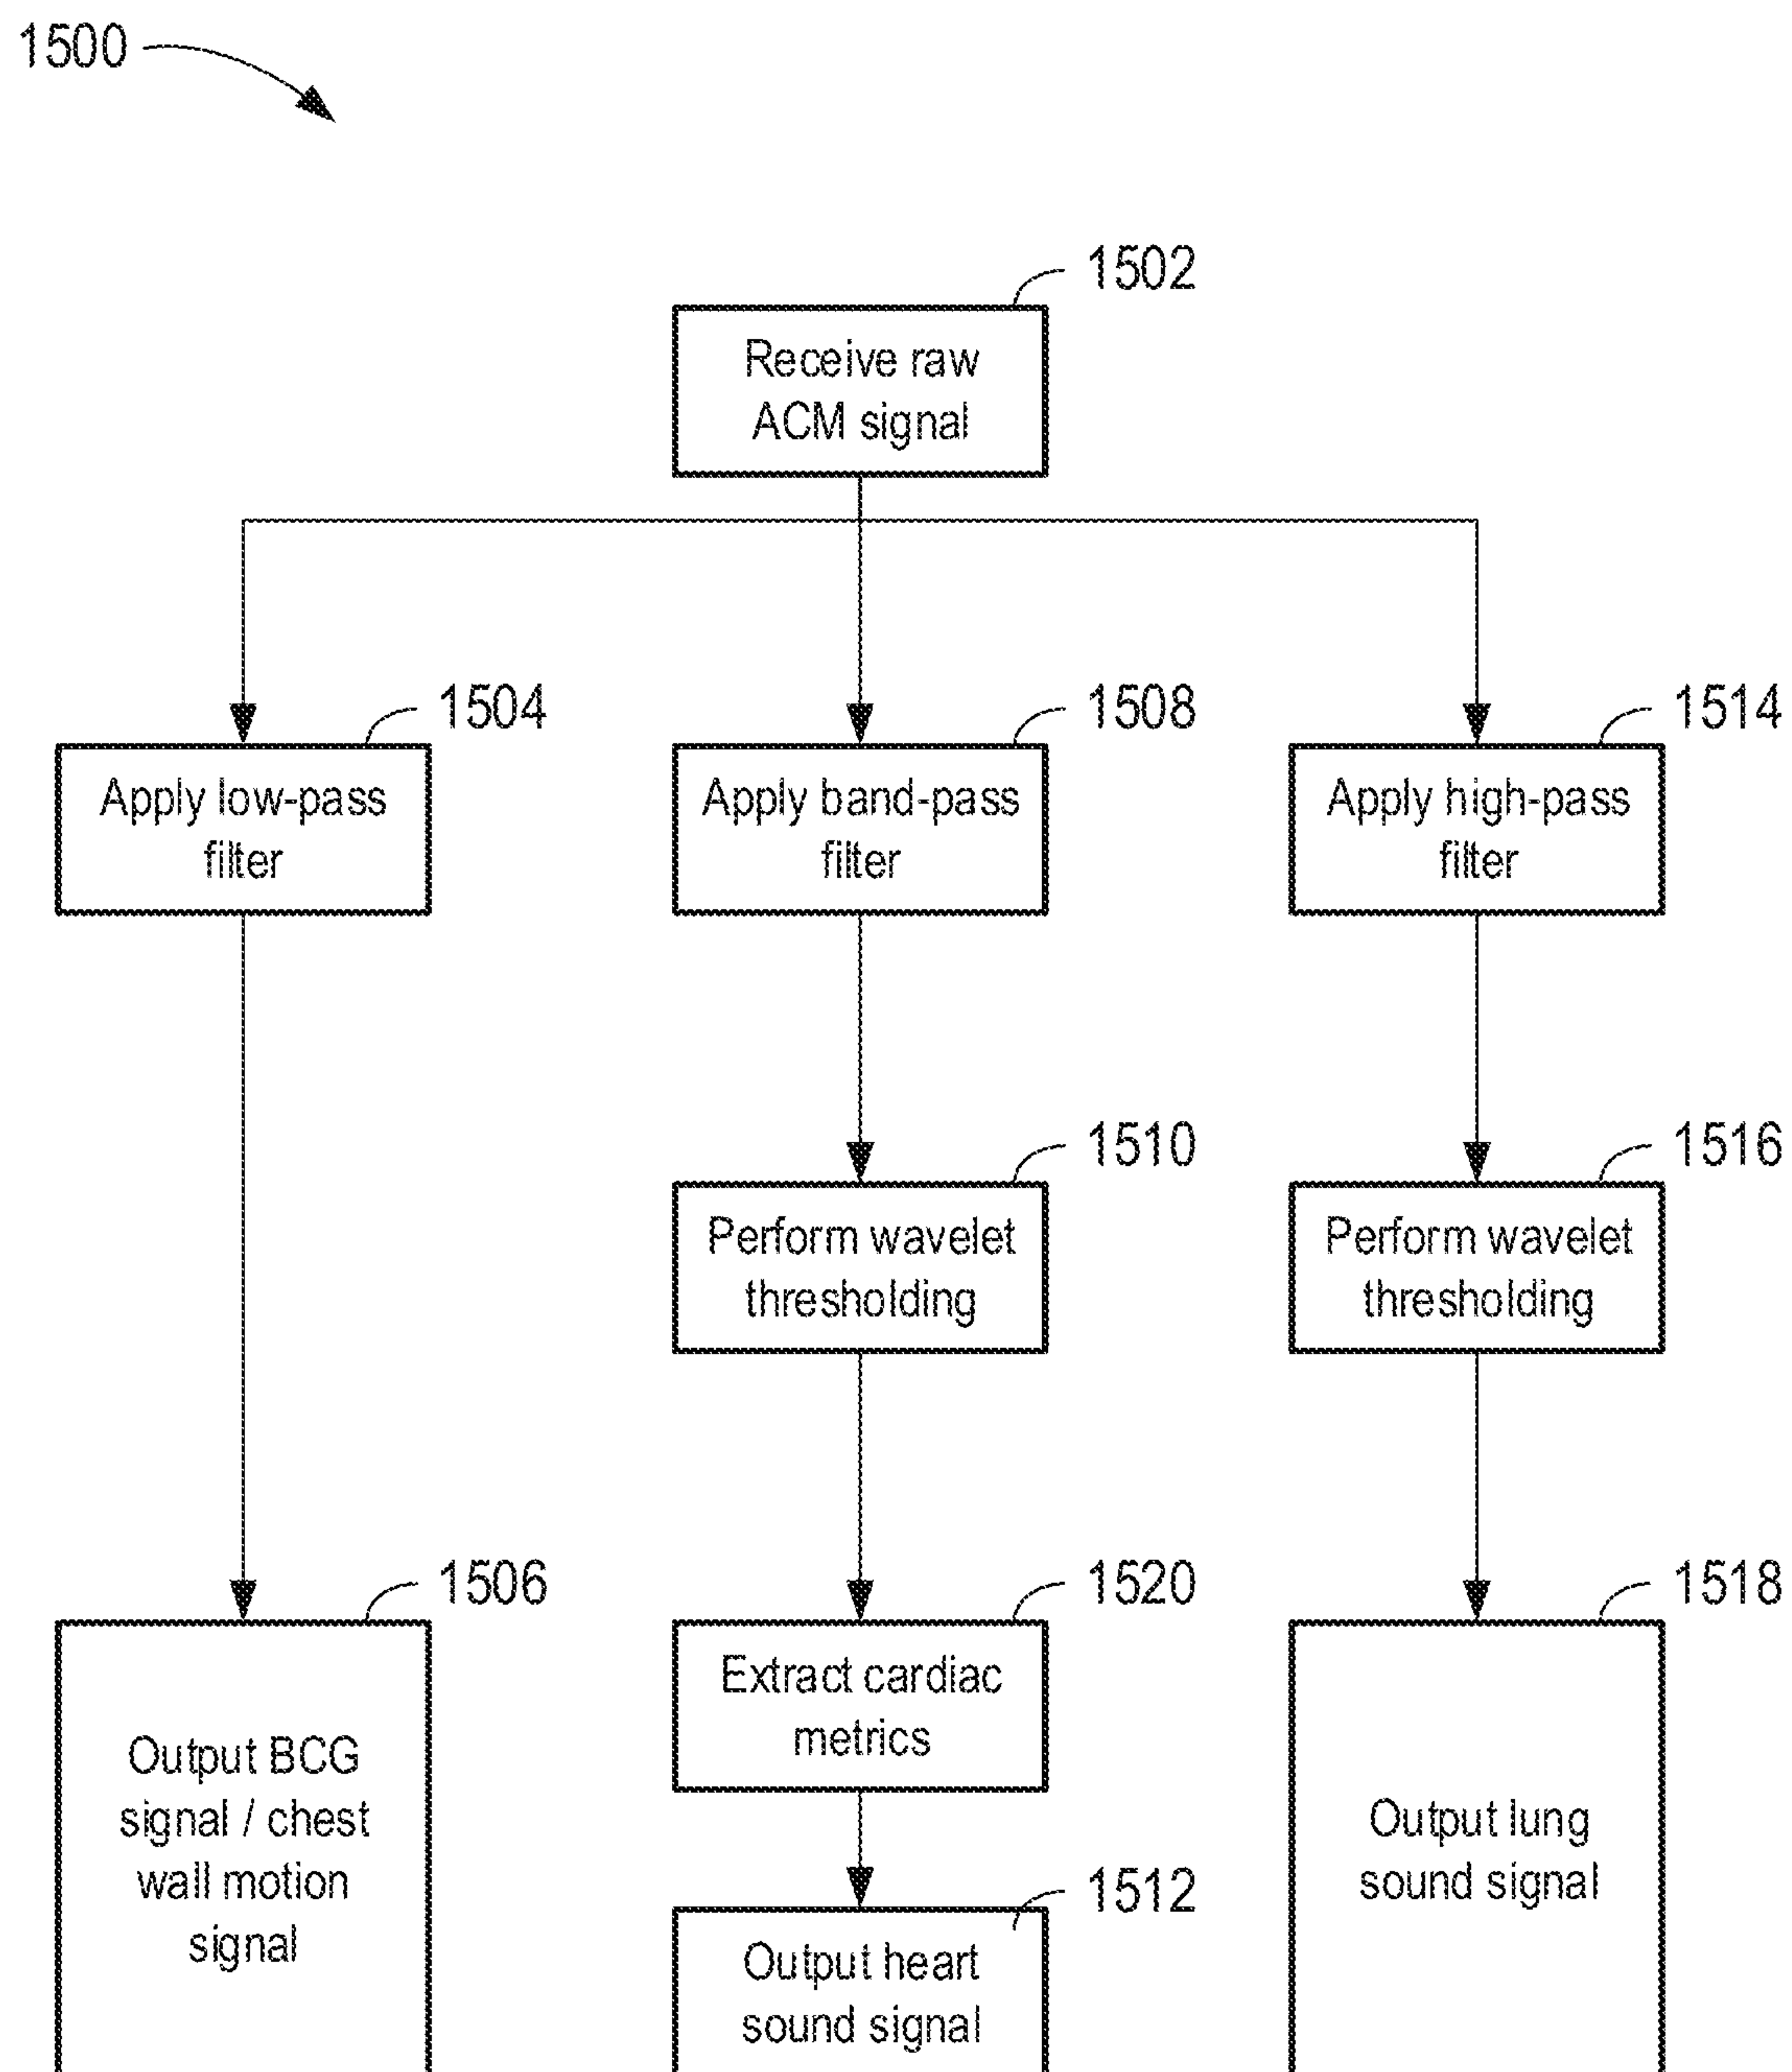 1500
1502
Receive raw
ACM signal
1504
Apply low-pass
filter
1508
Apply band-pass
filter
1514
Apply high-pass
filter
1510
Perform wavelet
thresholding
1516
Perform wavelet
thresholding
1506
Output BCG
signal / chest
wall motion
signal
1520
Extract cardiac
metrics
1512
Output heart
sound signal
1518
Output lung
sound signal